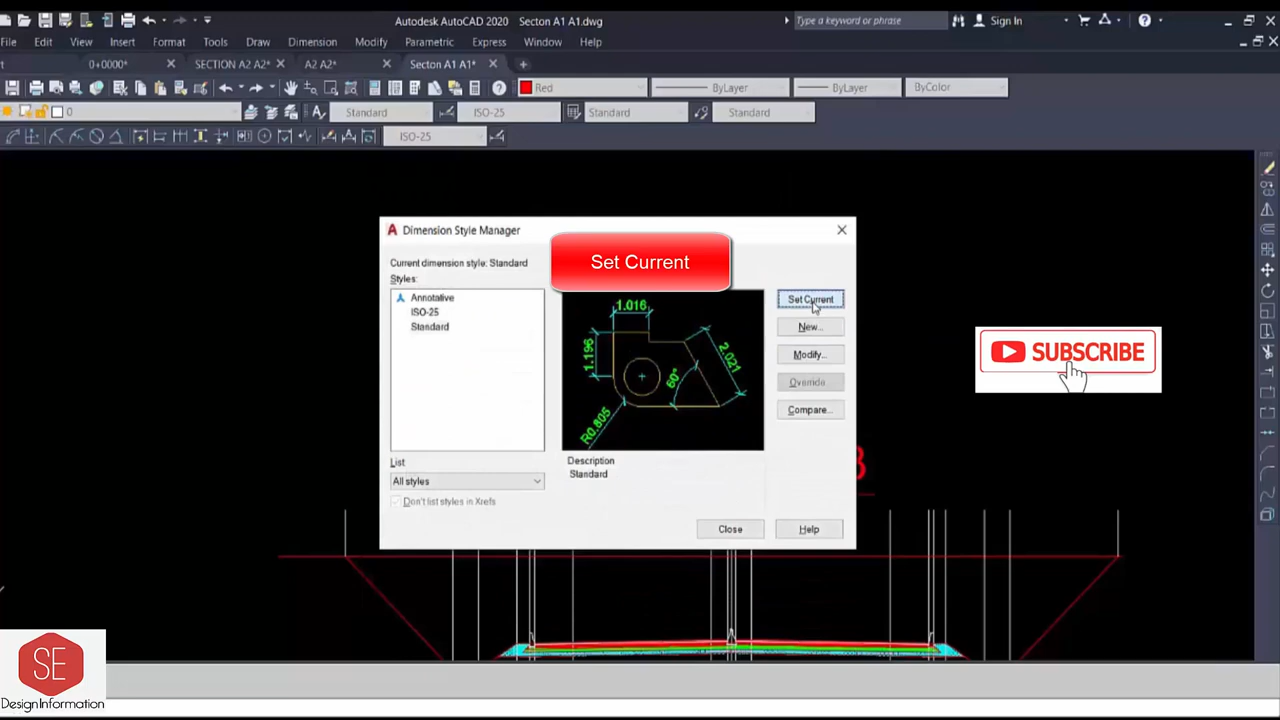 Autodesk AutoCAD 2020 Secton A1 A1.dwg
Type a keyword or phrase
Sign In
File Edit View Insert Format Tools Draw Dimension Modify Parametric Express Window Help
0+0000*
SECTION A2 A2*
A2 A2*
Secton A1 A1*
Red
ByLayer
ByLayer
ByColor
0
Standard
ISO-25
Standard
Standard
ISO-25
Dimension Style Manager
Set Current
Current dimension style: Standard
Styles:
Annotative
ISO-25
Standard
1.016
1.196
2.021
60°
R0.805
Set Current
New...
Modify...
Override
Compare...
SUBSCRIBE
List
All styles
Don't list styles in Xrefs
Description
Standard
Close
Help
SE
Design Information